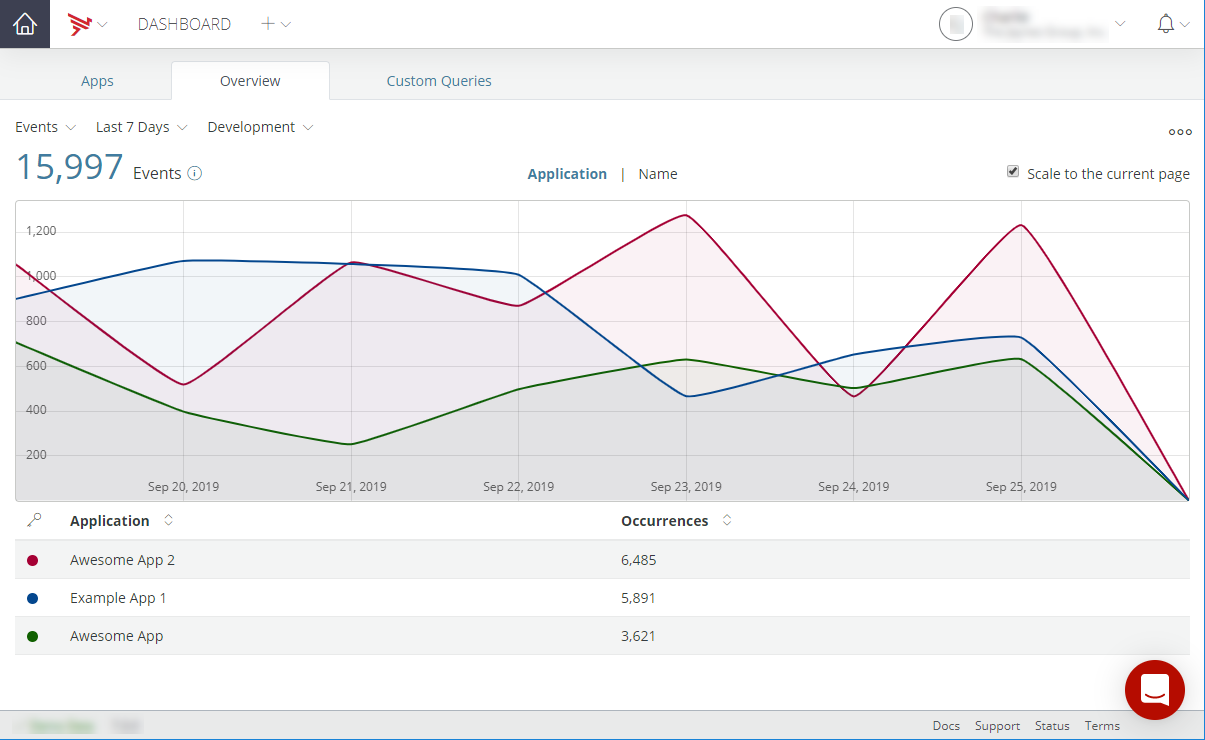 DASHBOARD
Apps Overview Custom Queries
Events Last 7 Days Development
15,997 Events
Application | Name
Scale to the current page
1,200
1,000
800
600
400
200
Sep 20, 2019 Sep 21, 2019 Sep 22, 2019 Sep 23, 2019 Sep 24, 2019 Sep 25, 2019
Application Occurrences
Awesome App 2 6,485
Example App 1 5,891
Awesome App 3,621
Docs Support Status Terms